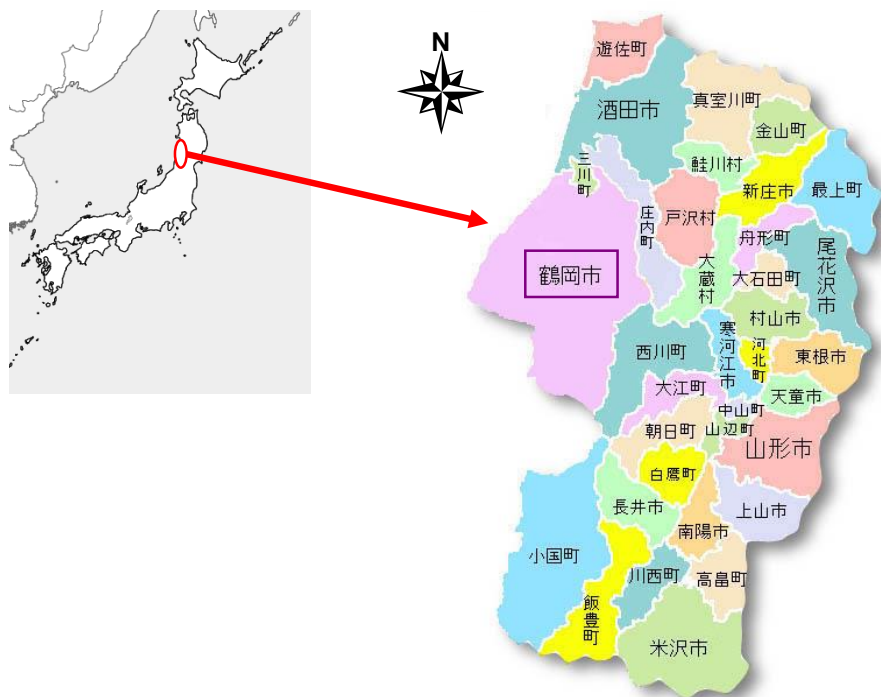 N
遊佐町
酒田市
真室川町
金山町
三川町
鮭川村
新庄市
最上町
庄内町
戸沢村
舟形町
尾花沢市
鶴岡市
大蔵村
大石田町
村山市
西川町
寒河江市
河北町
東根市
大江町
天童市
中山町
朝日町
山辺町
山形市
白鷹町
長井市
上山市
南陽市
小国町
川西町
高畠町
飯豊町
米沢市